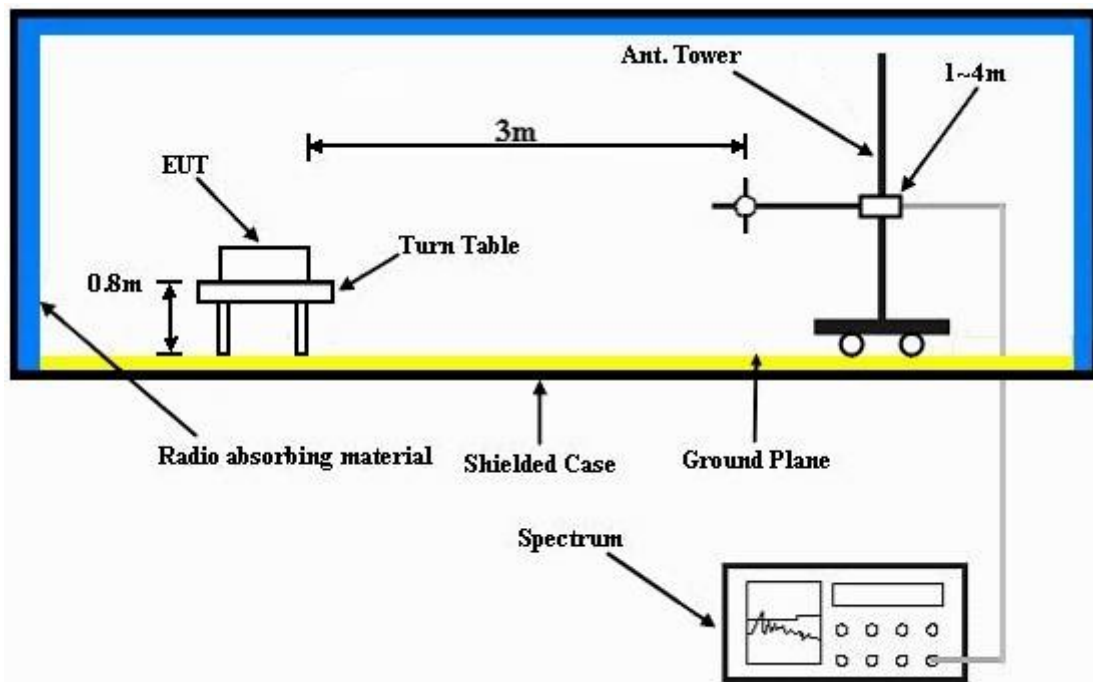 Ant. Tower
1~4m
3m
EUT
Turn Table
0.8m
Radio absorbing material
Shielded Case
Ground Plane
Spectrum